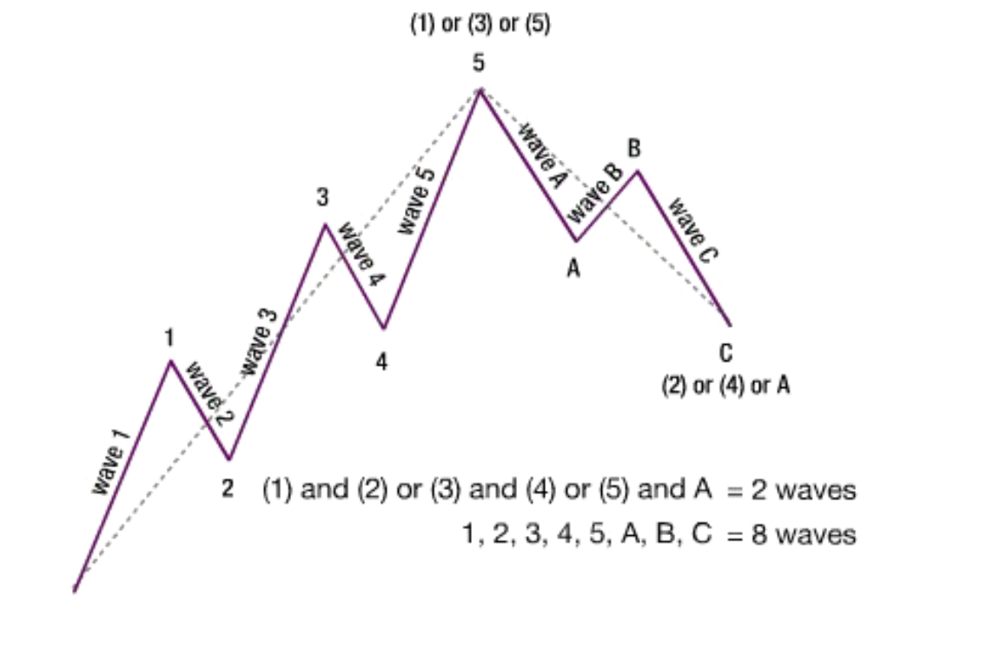 (1) or (3) or (5)
5
wave A
B
wave B
wave 5
3
wave 4
wave C
A
wave 3
1
4
C
wave 2
(2) or (4) or A
wave 1
2
(1) and (2) or (3) and (4) or (5) and A = 2 waves
1, 2, 3, 4, 5, A, B, C = 8 waves